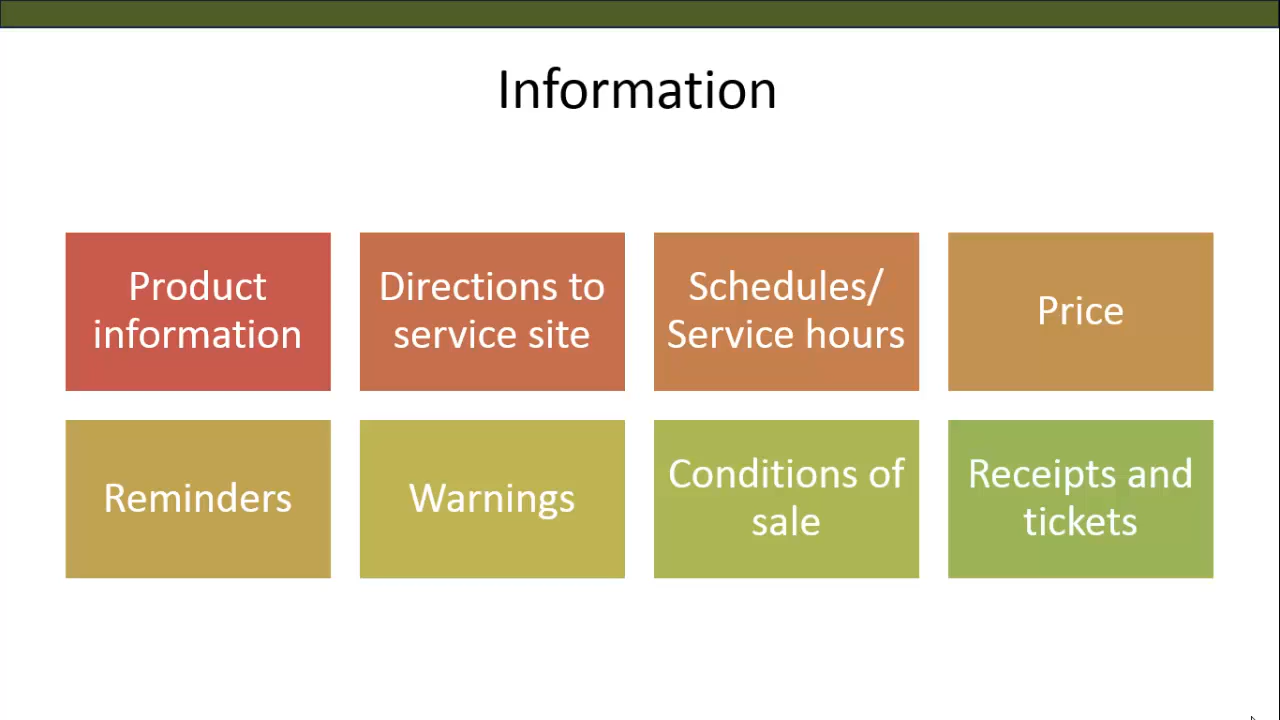 Information
Product
information
Directions to
service site
Schedules/
Service hours
Price
Reminders
Warnings
Conditions of
sale
Receipts and
tickets